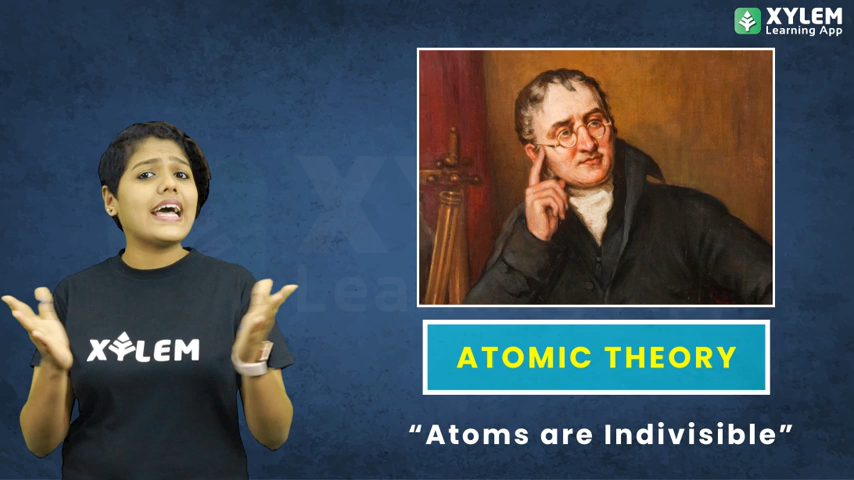 XYLEM
Learning App
XYLEM
ATOMIC THEORY
“Atoms are Indivisible”